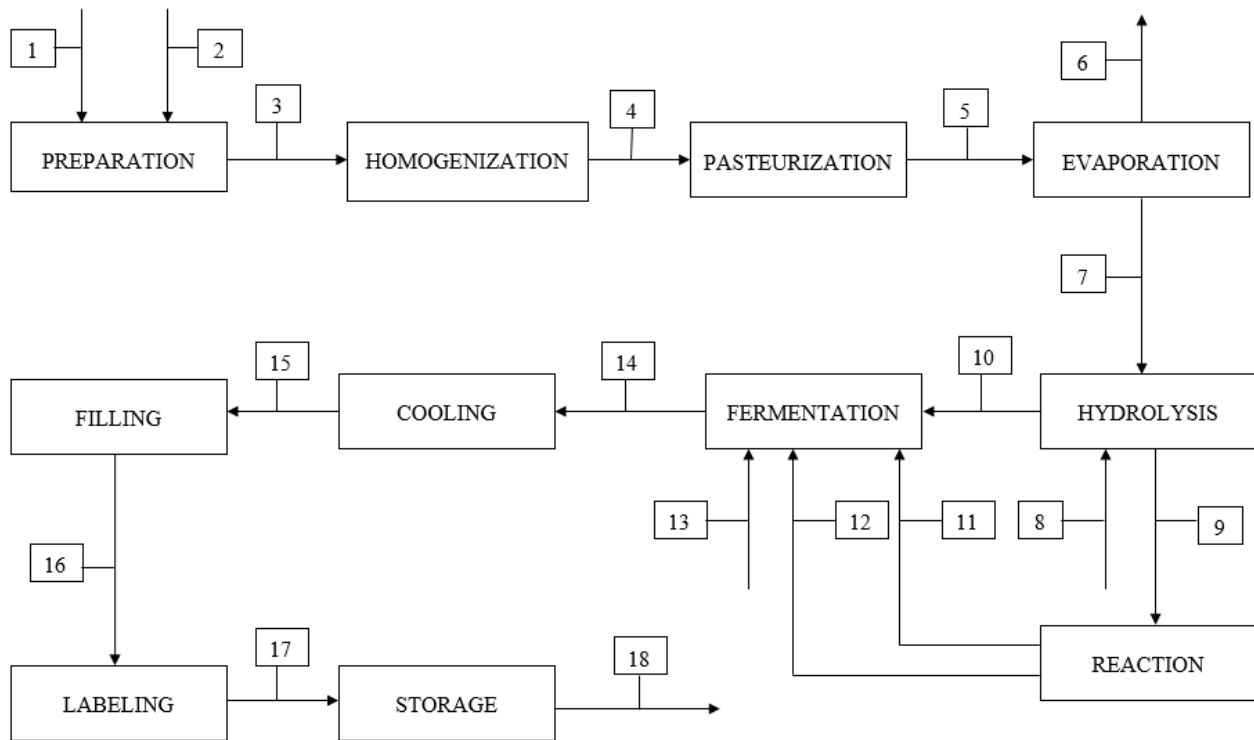 1
2
3
4
5
6
PREPARATION
HOMOGENIZATION
PASTEURIZATION
EVAPORATION
7
15
14
10
FILLING
COOLING
FERMENTATION
HYDROLYSIS
13
12
11
8
9
16
17
18
LABELING
STORAGE
REACTION